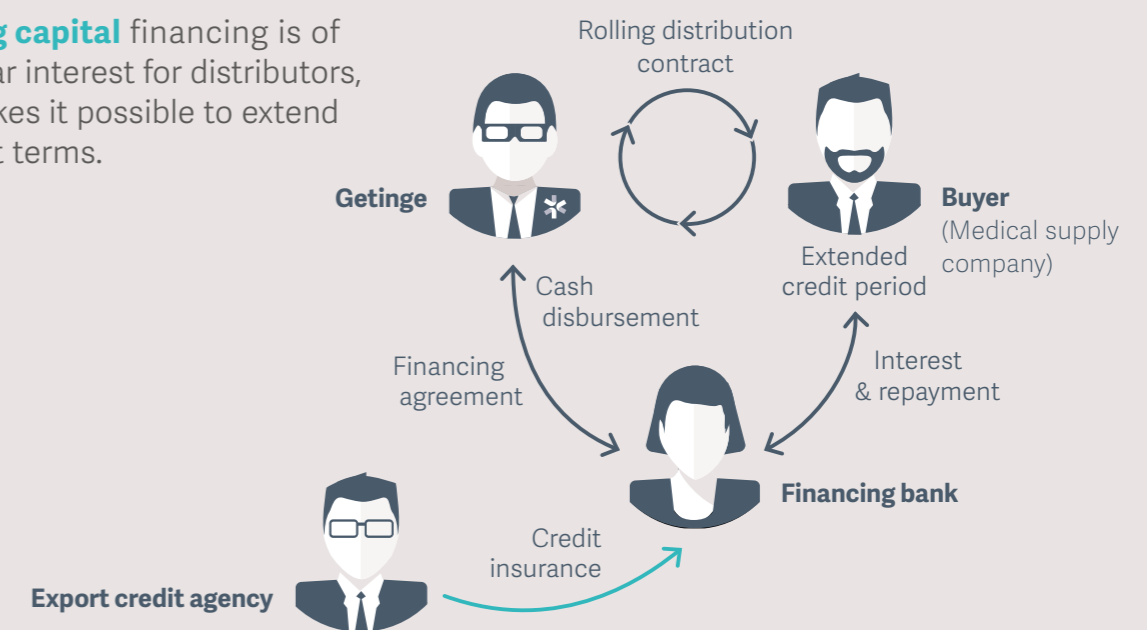 g capital financing is of
ar interest for distributors,
kes it possible to extend
t terms.
Rolling distribution
contract
Getinge
Buyer
(Medical supply
company)
Extended
credit period
Cash
disbursement
Financing
agreement
Interest
& repayment
Financing bank
Credit
insurance
Export credit agency